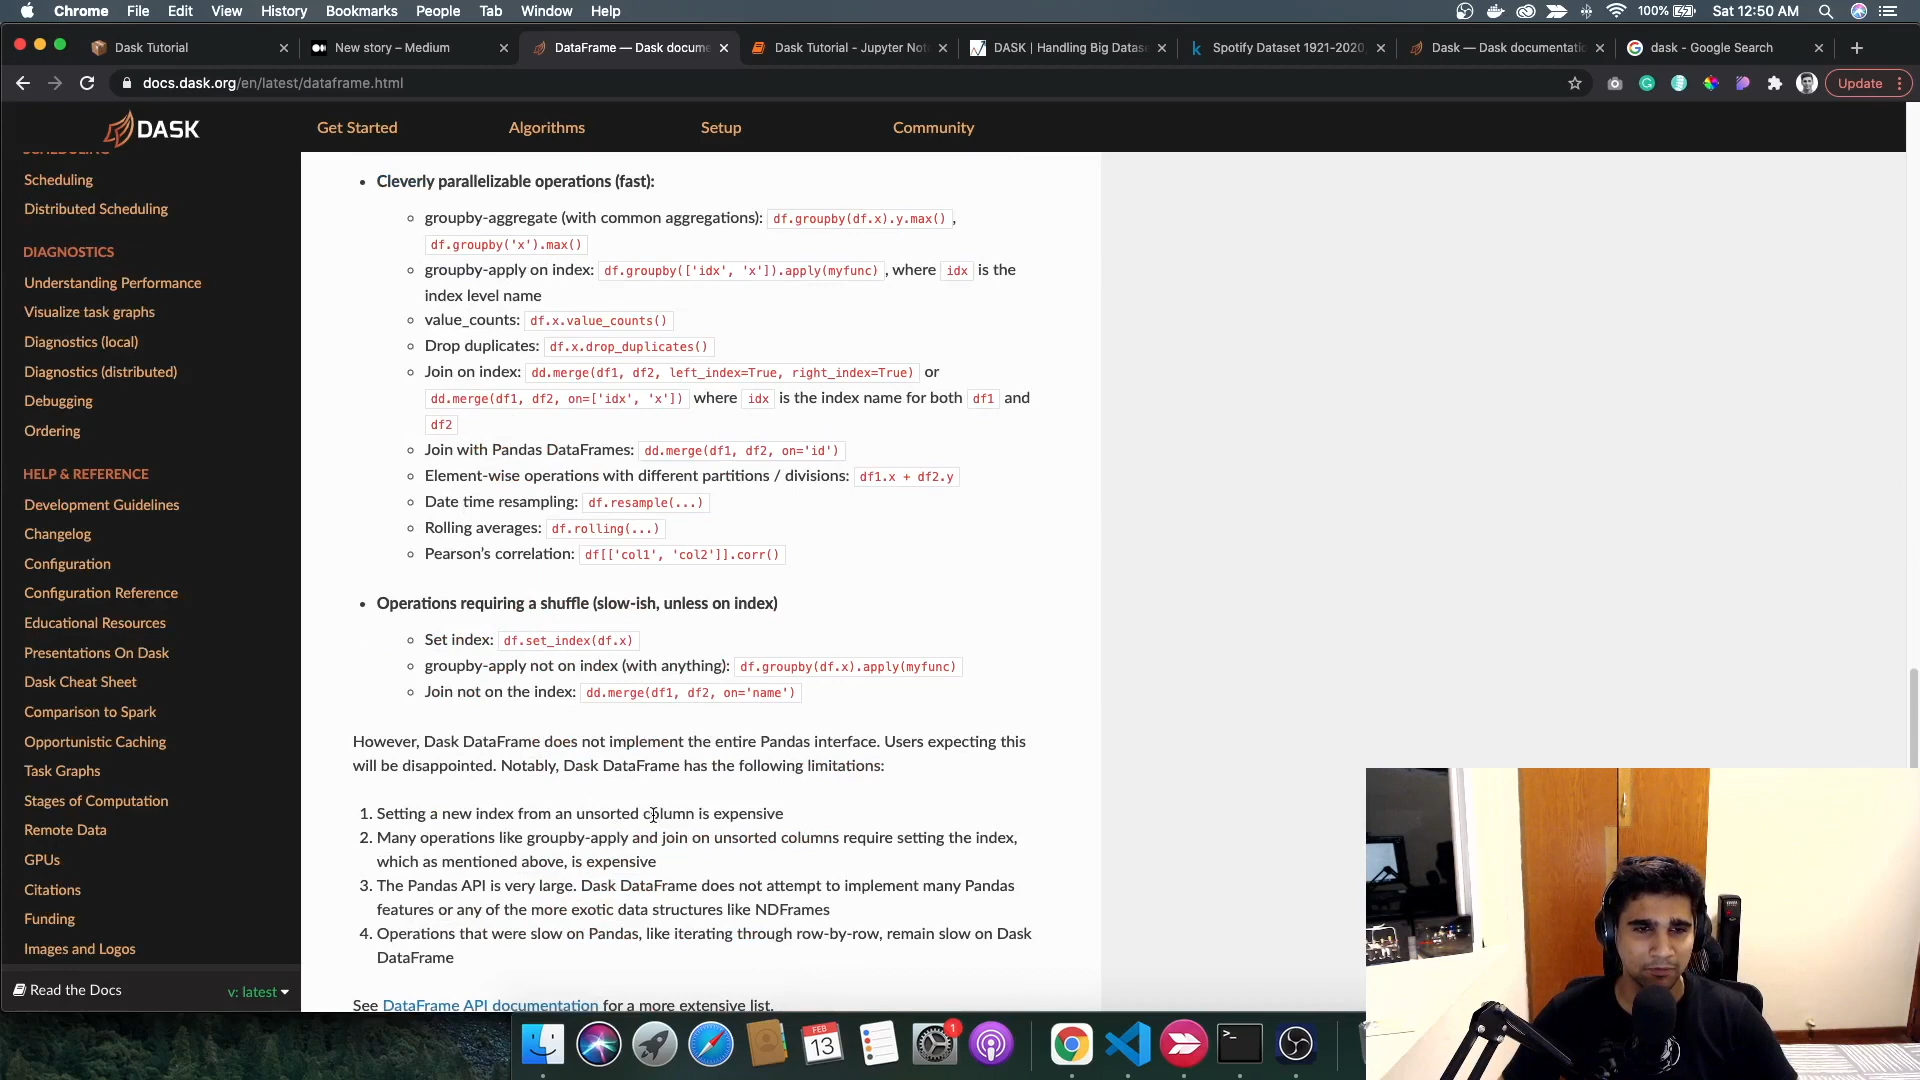 Chrome File Edit View History Bookmarks People Tab Window Help 100% Sat 12:50 AM
Dask Tutorial New story – Medium DataFrame — Dask docume Dask Tutorial - Jupyter Not DASK | Handling Big Datase Spotify Dataset 1921-2020, Dask — Dask documentati dask - Google Search
docs.dask.org/en/latest/dataframe.html Update
DASK Get Started Algorithms Setup Community
SCHEDULING
Scheduling
Distributed Scheduling
DIAGNOSTICS
Understanding Performance
Visualize task graphs
Diagnostics (local)
Diagnostics (distributed)
Debugging
Ordering
HELP & REFERENCE
Development Guidelines
Changelog
Configuration
Configuration Reference
Educational Resources
Presentations On Dask
Dask Cheat Sheet
Comparison to Spark
Opportunistic Caching
Task Graphs
Stages of Computation
Remote Data
GPUs
Citations
Funding
Images and Logos
Read the Docs v: latest
Cleverly parallelizable operations (fast):
groupby-aggregate (with common aggregations): df.groupby(df.x).y.max(),
df.groupby('x').max()
groupby-apply on index: df.groupby(['idx', 'x']).apply(myfunc), where idx is the
index level name
value_counts: df.x.value_counts()
Drop duplicates: df.x.drop_duplicates()
Join on index: dd.merge(df1, df2, left_index=True, right_index=True) or
dd.merge(df1, df2, on=['idx', 'x']) where idx is the index name for both df1 and
df2
Join with Pandas DataFrames: dd.merge(df1, df2, on='id')
Element-wise operations with different partitions / divisions: df1.x + df2.y
Date time resampling: df.resample(...)
Rolling averages: df.rolling(...)
Pearson's correlation: df[['col1', 'col2']].corr()
Operations requiring a shuffle (slow-ish, unless on index)
Set index: df.set_index(df.x)
groupby-apply not on index (with anything): df.groupby(df.x).apply(myfunc)
Join not on the index: dd.merge(df1, df2, on='name')
However, Dask DataFrame does not implement the entire Pandas interface. Users expecting this
will be disappointed. Notably, Dask DataFrame has the following limitations:
1. Setting a new index from an unsorted column is expensive
2. Many operations like groupby-apply and join on unsorted columns require setting the index,
which as mentioned above, is expensive
3. The Pandas API is very large. Dask DataFrame does not attempt to implement many Pandas
features or any of the more exotic data structures like NDFrames
4. Operations that were slow on Pandas, like iterating through row-by-row, remain slow on Dask
DataFrame
See DataFrame API documentation for a more extensive list.
FEB
13
1